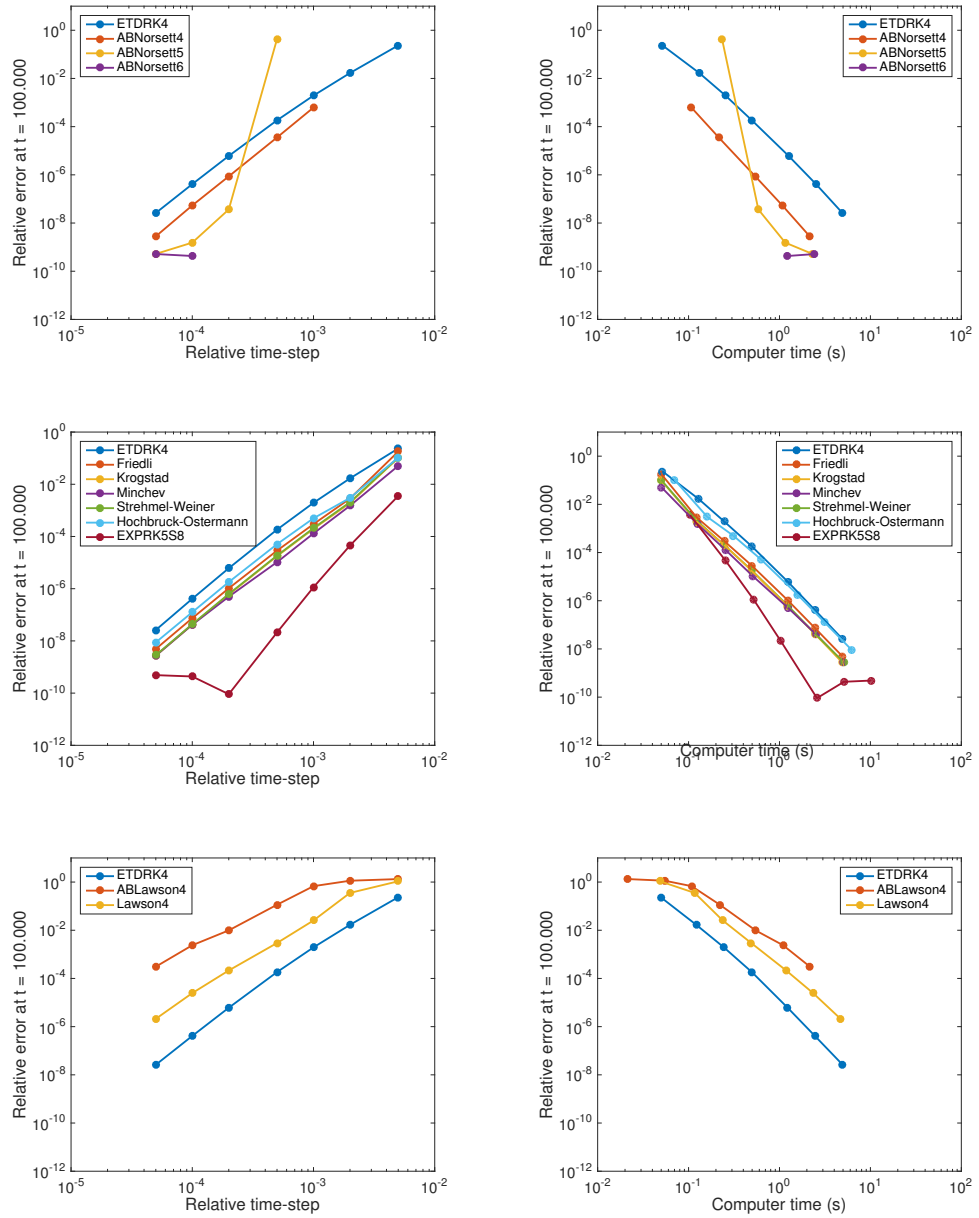 ETDRK4
ABNorsett4
ABNorsett5
ABNorsett6
10^0
10^-2
10^-4
10^-6
10^-8
10^-10
10^-12
Relative error at t = 100.000
10^-5
10^-4
10^-3
10^-2
Relative time-step
ETDRK4
ABNorsett4
ABNorsett5
ABNorsett6
10^0
10^-2
10^-4
10^-6
10^-8
10^-10
10^-12
Relative error at t = 100.000
10^-2
10^-1
10^0
10^1
10^2
Computer time (s)
ETDRK4
Friedli
Krogstad
Minchev
Strehmel-Weiner
Hochbruck-Ostermann
EXPRK5S8
10^0
10^-2
10^-4
10^-6
10^-8
10^-10
10^-12
Relative error at t = 100.000
10^-5
10^-4
10^-3
10^-2
Relative time-step
ETDRK4
Friedli
Krogstad
Minchev
Strehmel-Weiner
Hochbruck-Ostermann
EXPRK5S8
10^0
10^-2
10^-4
10^-6
10^-8
10^-10
10^-12
Relative error at t = 100.000
10^-2
10^-1
10^0
10^1
10^2
Computer time (s)
ETDRK4
ABLawson4
Lawson4
10^0
10^-2
10^-4
10^-6
10^-8
10^-10
10^-12
Relative error at t = 100.000
10^-5
10^-4
10^-3
10^-2
Relative time-step
ETDRK4
ABLawson4
Lawson4
10^0
10^-2
10^-4
10^-6
10^-8
10^-10
10^-12
Relative error at t = 100.000
10^-2
10^-1
10^0
10^1
10^2
Computer time (s)